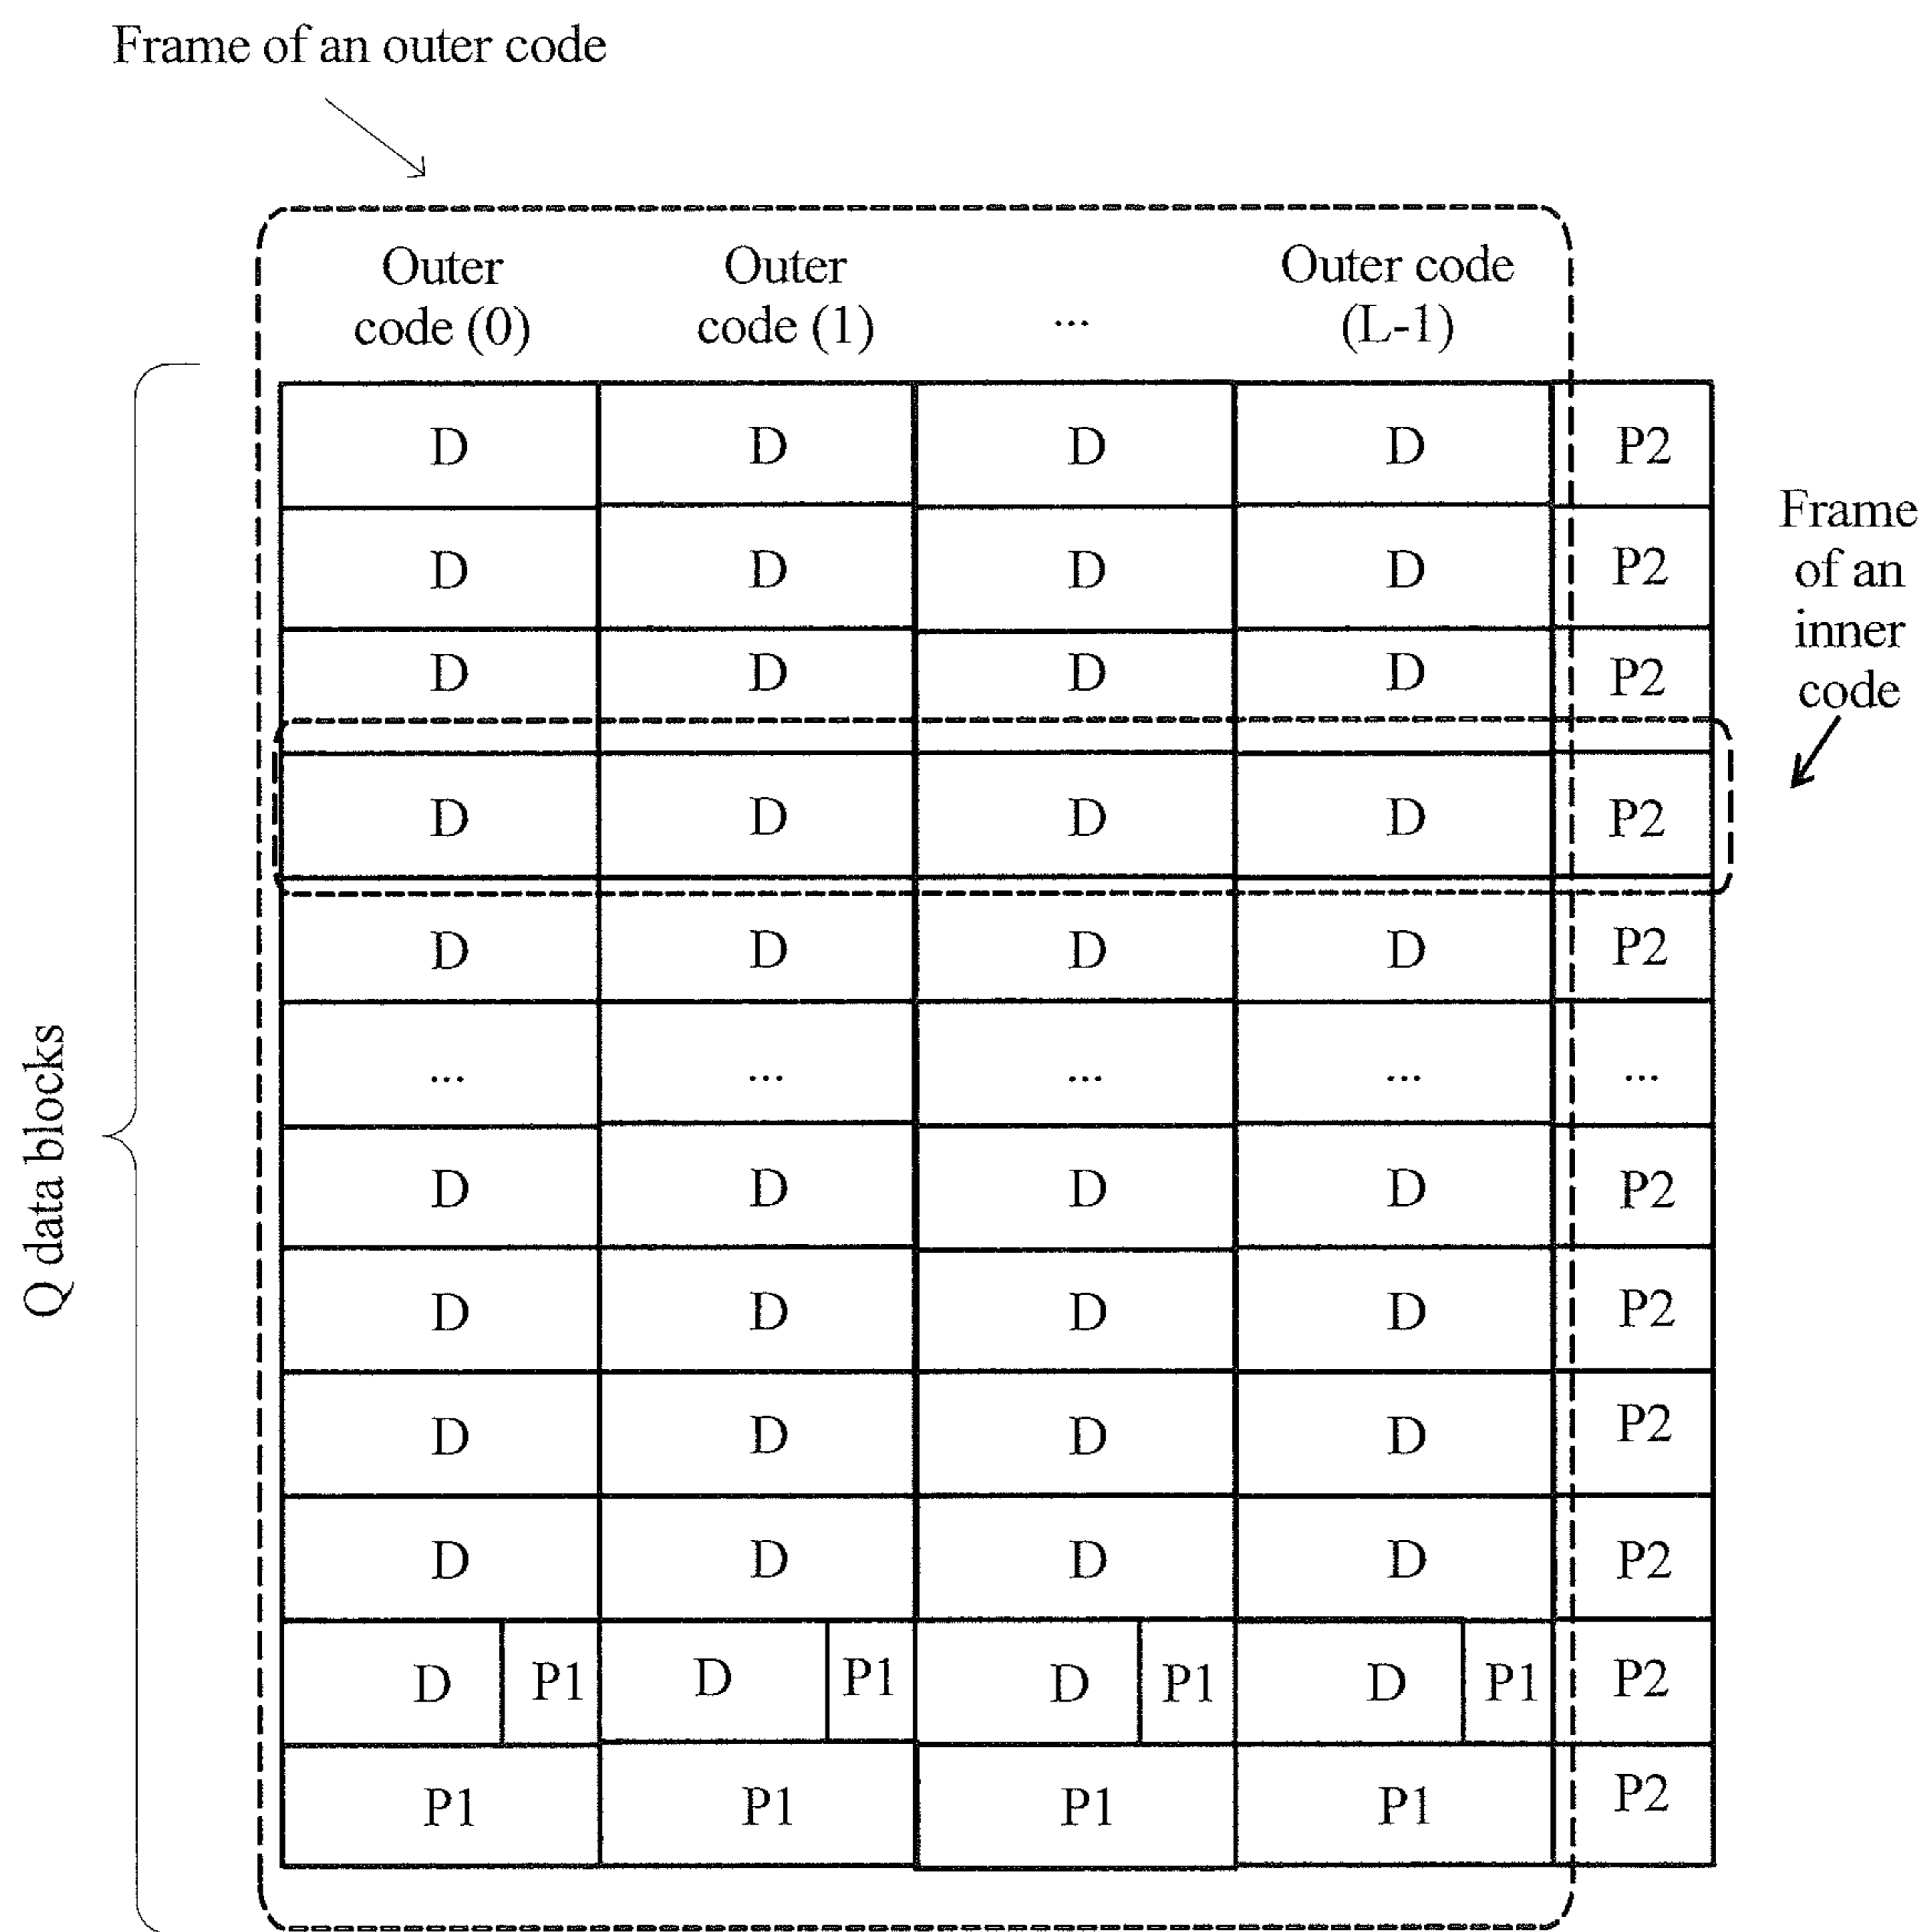 Frame of an outer code
Outer code (0)
Outer code (1)
...
Outer code (L-1)
D D D D P2
D D D D P2
D D D D P2
D D D D P2
D D D D P2
... ... ... ... ...
D D D D P2
D D D D P2
D D D D P2
D D D D P2
D P1 D P1 D P1 D P1 P2
P1 P1 P1 P1 P2
Frame
of an
inner
code
Q data blocks